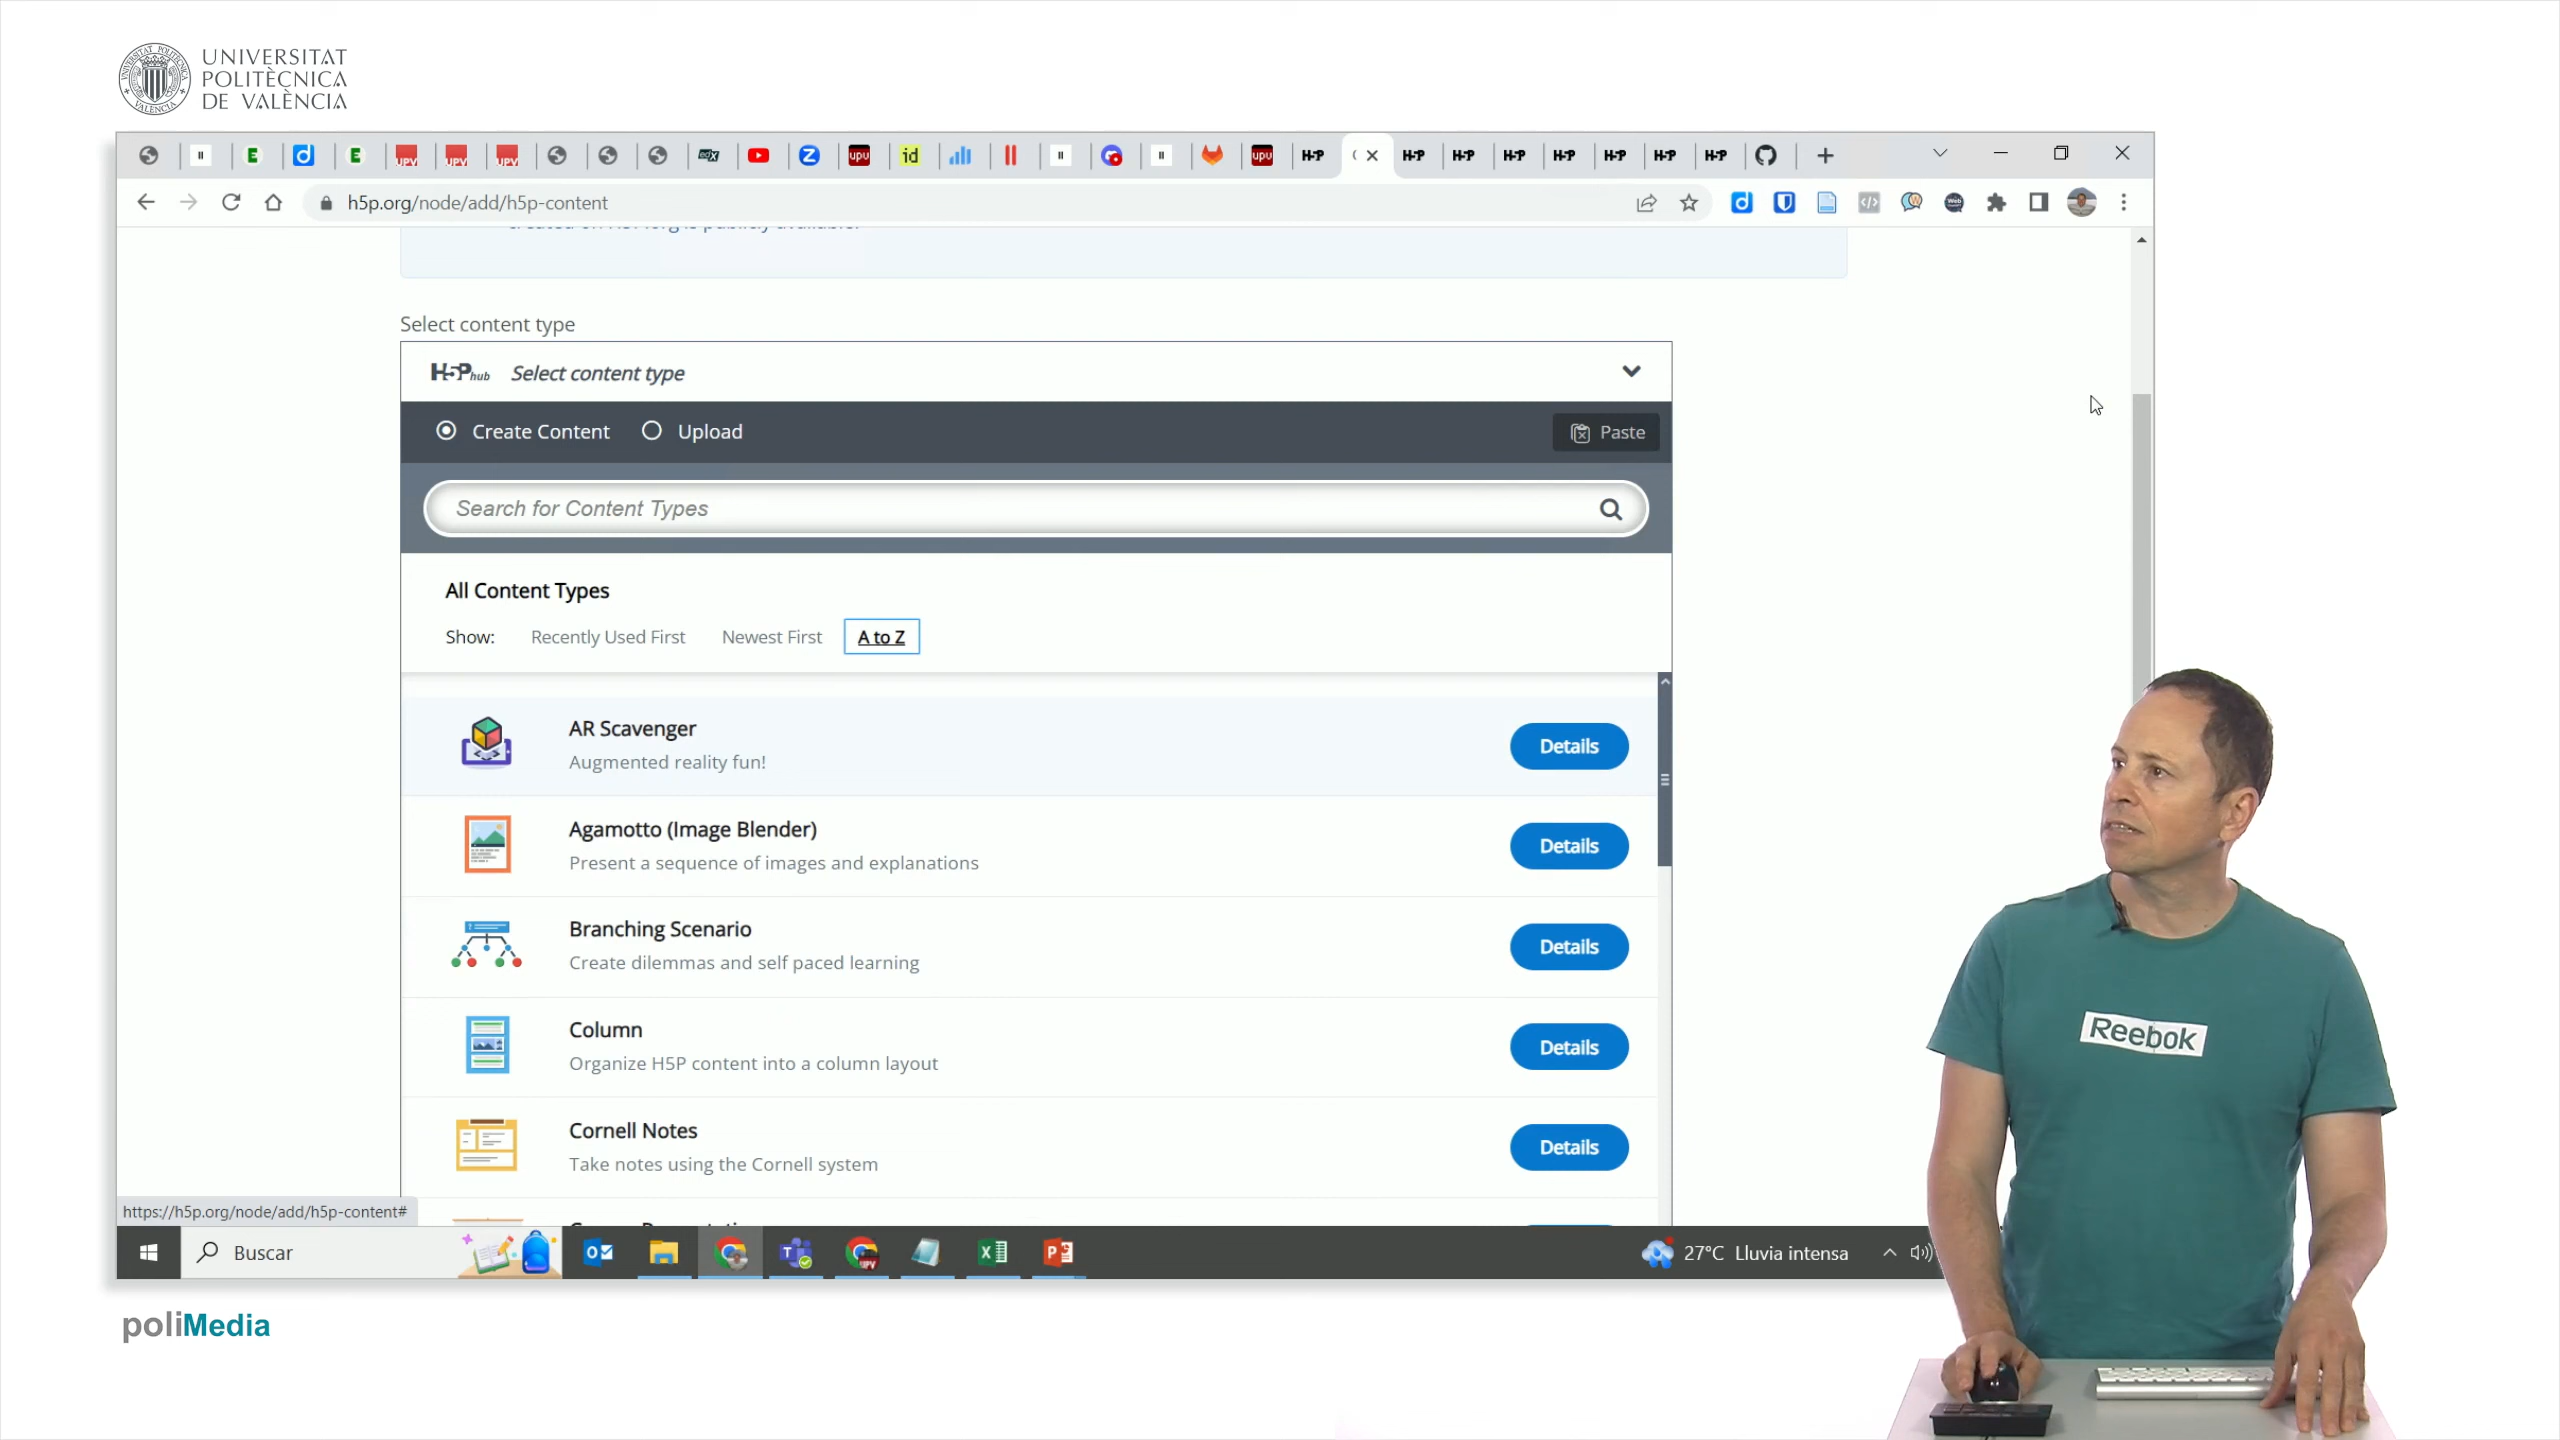 UNIVERSITAT
POLITÈCNICA
DE VALÈNCIA
h5p.org/node/add/h5p-content
Select content type
H5Phub Select content type
Create Content Upload Paste
Search for Content Types
All Content Types
Show: Recently Used First Newest First A to Z
AR Scavenger
Augmented reality fun!
Details
Agamotto (Image Blender)
Present a sequence of images and explanations
Details
Branching Scenario
Create dilemmas and self paced learning
Details
Column
Organize H5P content into a column layout
Details
Cornell Notes
Take notes using the Cornell system
Details
https://h5p.org/node/add/h5p-content#
Buscar
27°C Lluvia intensa
Reebok
poliMedia